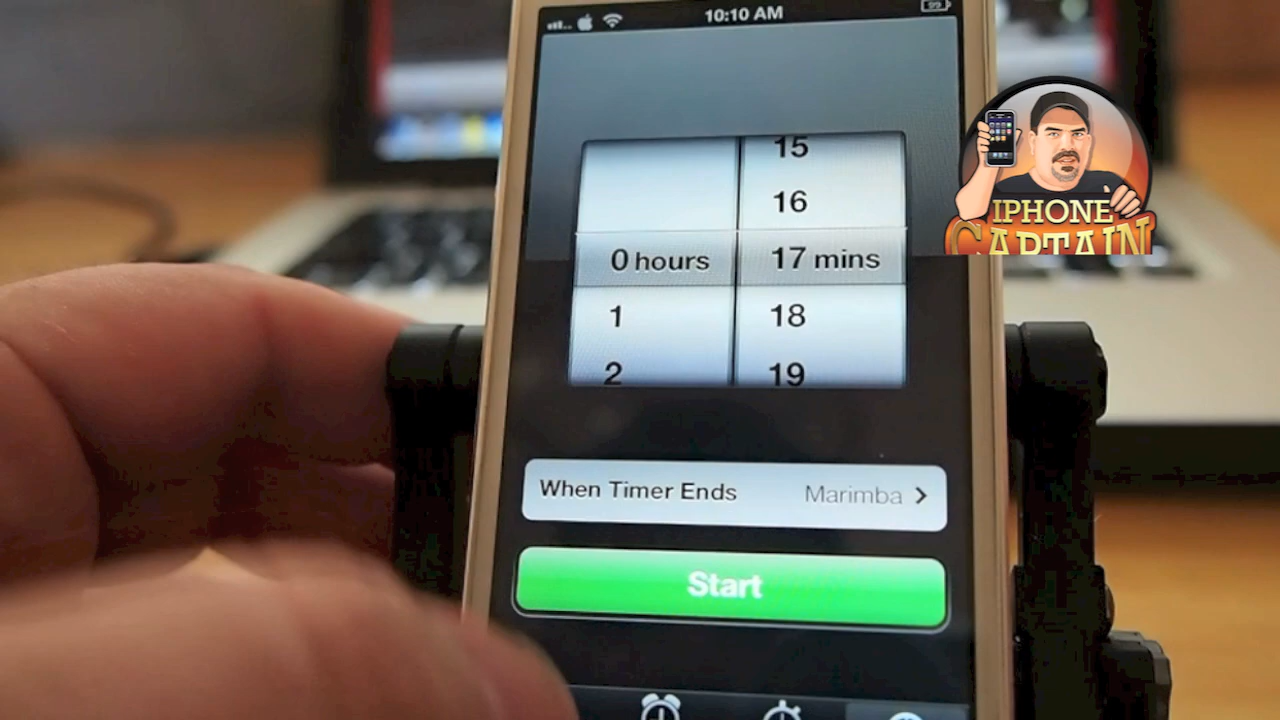 10:10 AM
99
15
16
0 hours 17 mins
1 18
2 19
When Timer Ends Marimba
Start
IPHONE
CAPTAIN